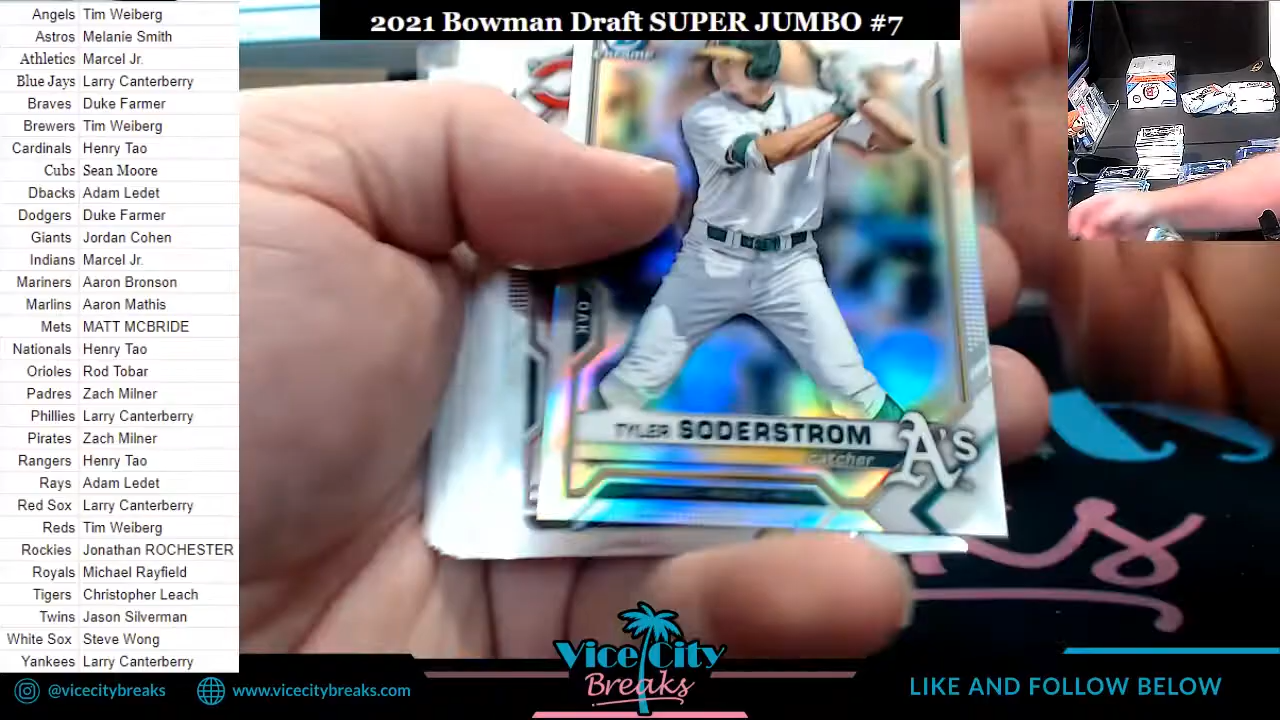 2021 Bowman Draft SUPER JUMBO #7
Angels Tim Weiberg
Astros Melanie Smith
Athletics Marcel Jr.
Blue Jays Larry Canterberry
Braves Duke Farmer
Brewers Tim Weiberg
Cardinals Henry Tao
Cubs Sean Moore
Dbacks Adam Ledet
Dodgers Duke Farmer
Giants Jordan Cohen
Indians Marcel Jr.
Mariners Aaron Bronson
Marlins Aaron Mathis
Mets MATT MCBRIDE
Nationals Henry Tao
Orioles Rod Tobar
Padres Zach Milner
Phillies Larry Canterberry
Pirates Zach Milner
Rangers Henry Tao
Rays Adam Ledet
Red Sox Larry Canterberry
Reds Tim Weiberg
Rockies Jonathan ROCHESTER
Royals Michael Rayfield
Tigers Christopher Leach
Twins Jason Silverman
White Sox Steve Wong
Yankees Larry Canterberry
Chrome
OAK
TYLER SODERSTROM
catcher
A's
Vice City
Breaks
@vicecitybreaks
www.vicecitybreaks.com
LIKE AND FOLLOW BELOW